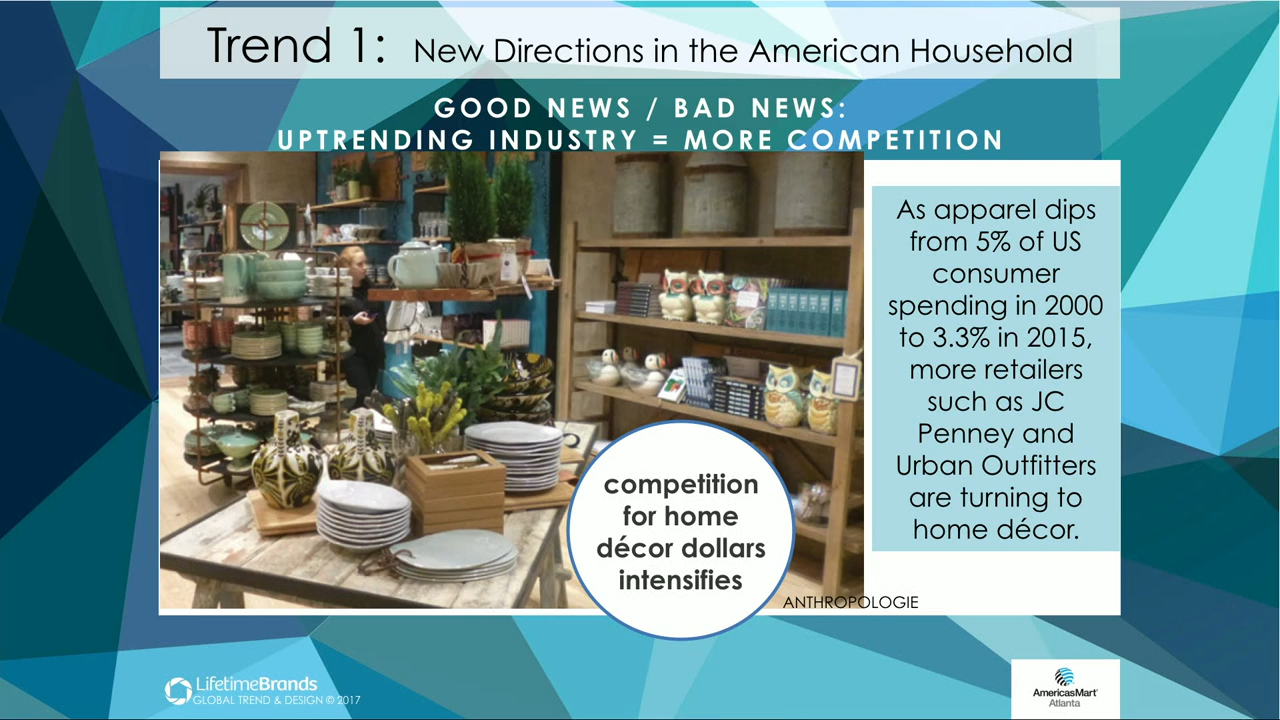 Trend 1: New Directions in the American Household
GOOD NEWS / BAD NEWS:
UPTRENDING INDUSTRY = MORE COMPETITION
As apparel dips
from 5% of US
consumer
spending in 2000
to 3.3% in 2015,
more retailers
such as JC
Penney and
Urban Outfitters
are turning to
home décor.
competition
for home
décor dollars
intensifies
ANTHROPOLOGIE
LifetimeBrands
GLOBAL TREND & DESIGN © 2017
AmericasMart
Atlanta